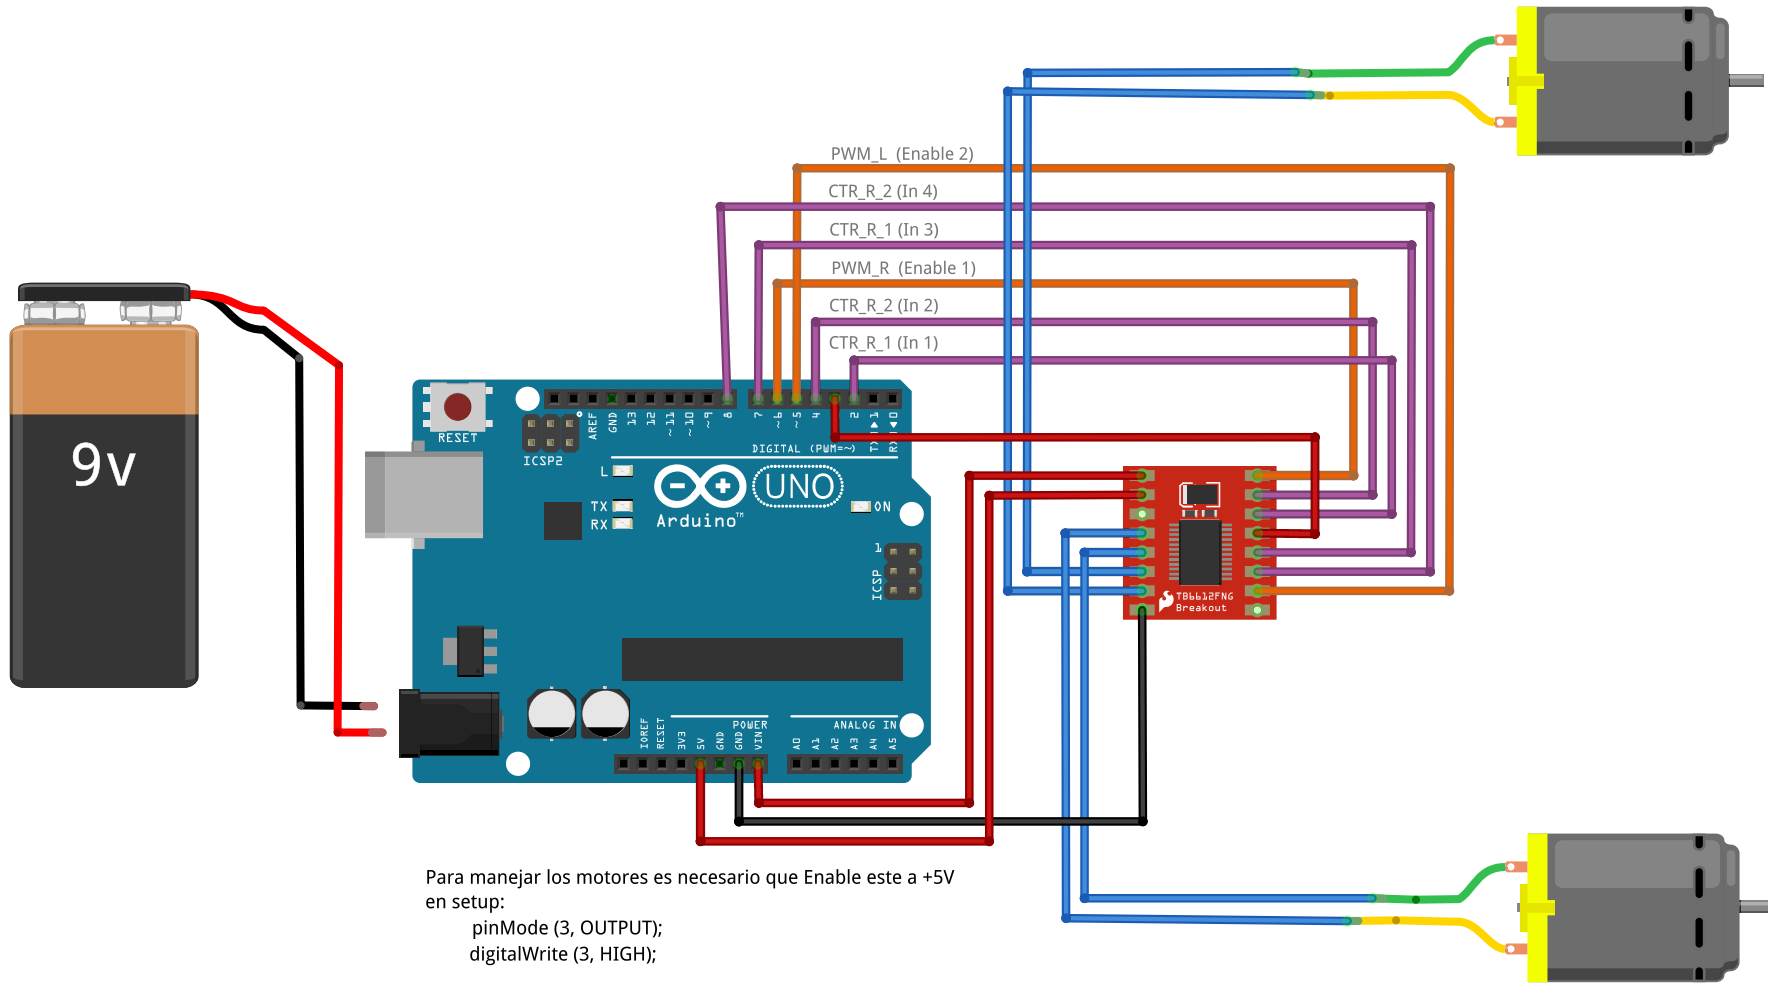 PWM_L (Enable 2)
CTR_R_2 (In 4)
CTR_R_1 (In 3)
PWM_R (Enable 1)
CTR_R_2 (In 2)
CTR_R_1 (In 1)
9v
RESET
ICSP2
AREF
GND
13
12
~11
~10
~9
8
7
~6
~5
4
2
TX 1
RX 0
DIGITAL (PWM=~)
L
TX
RX
Arduino™
UNO
ON
1
ICSP
TB6612FNG
Breakout
IOREF
RESET
3V3
5V
GND
GND
VIN
POWER
ANALOG IN
A0
A1
A2
A3
A4
A5
Para manejar los motores es necesario que Enable este a +5V
en setup:
pinMode (3, OUTPUT);
digitalWrite (3, HIGH);